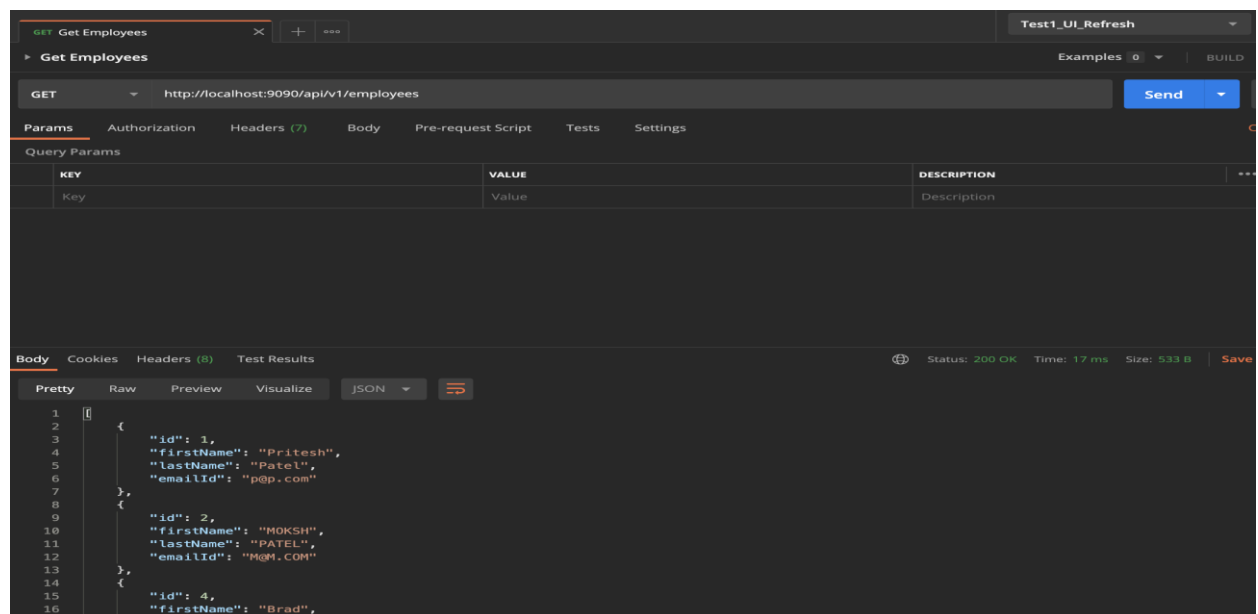 GET Get Employees
Test1_UI_Refresh
Get Employees
Examples 0
BUILD
GET http://localhost:9090/api/v1/employees
Send
Params Authorization Headers (7) Body Pre-request Script Tests Settings
Query Params
KEY VALUE DESCRIPTION
Key Value Description
Body Cookies Headers (8) Test Results
Status: 200 OK Time: 17 ms Size: 533 B Save
Pretty Raw Preview Visualize JSON
1 [
2 {
3 "id": 1,
4 "firstName": "Pritesh",
5 "lastName": "Patel",
6 "emailId": "p@p.com"
7 },
8 {
9 "id": 2,
10 "firstName": "MOKSH",
11 "lastName": "PATEL",
12 "emailId": "M@M.COM"
13 },
14 {
15 "id": 4,
16 "firstName": "Brad",